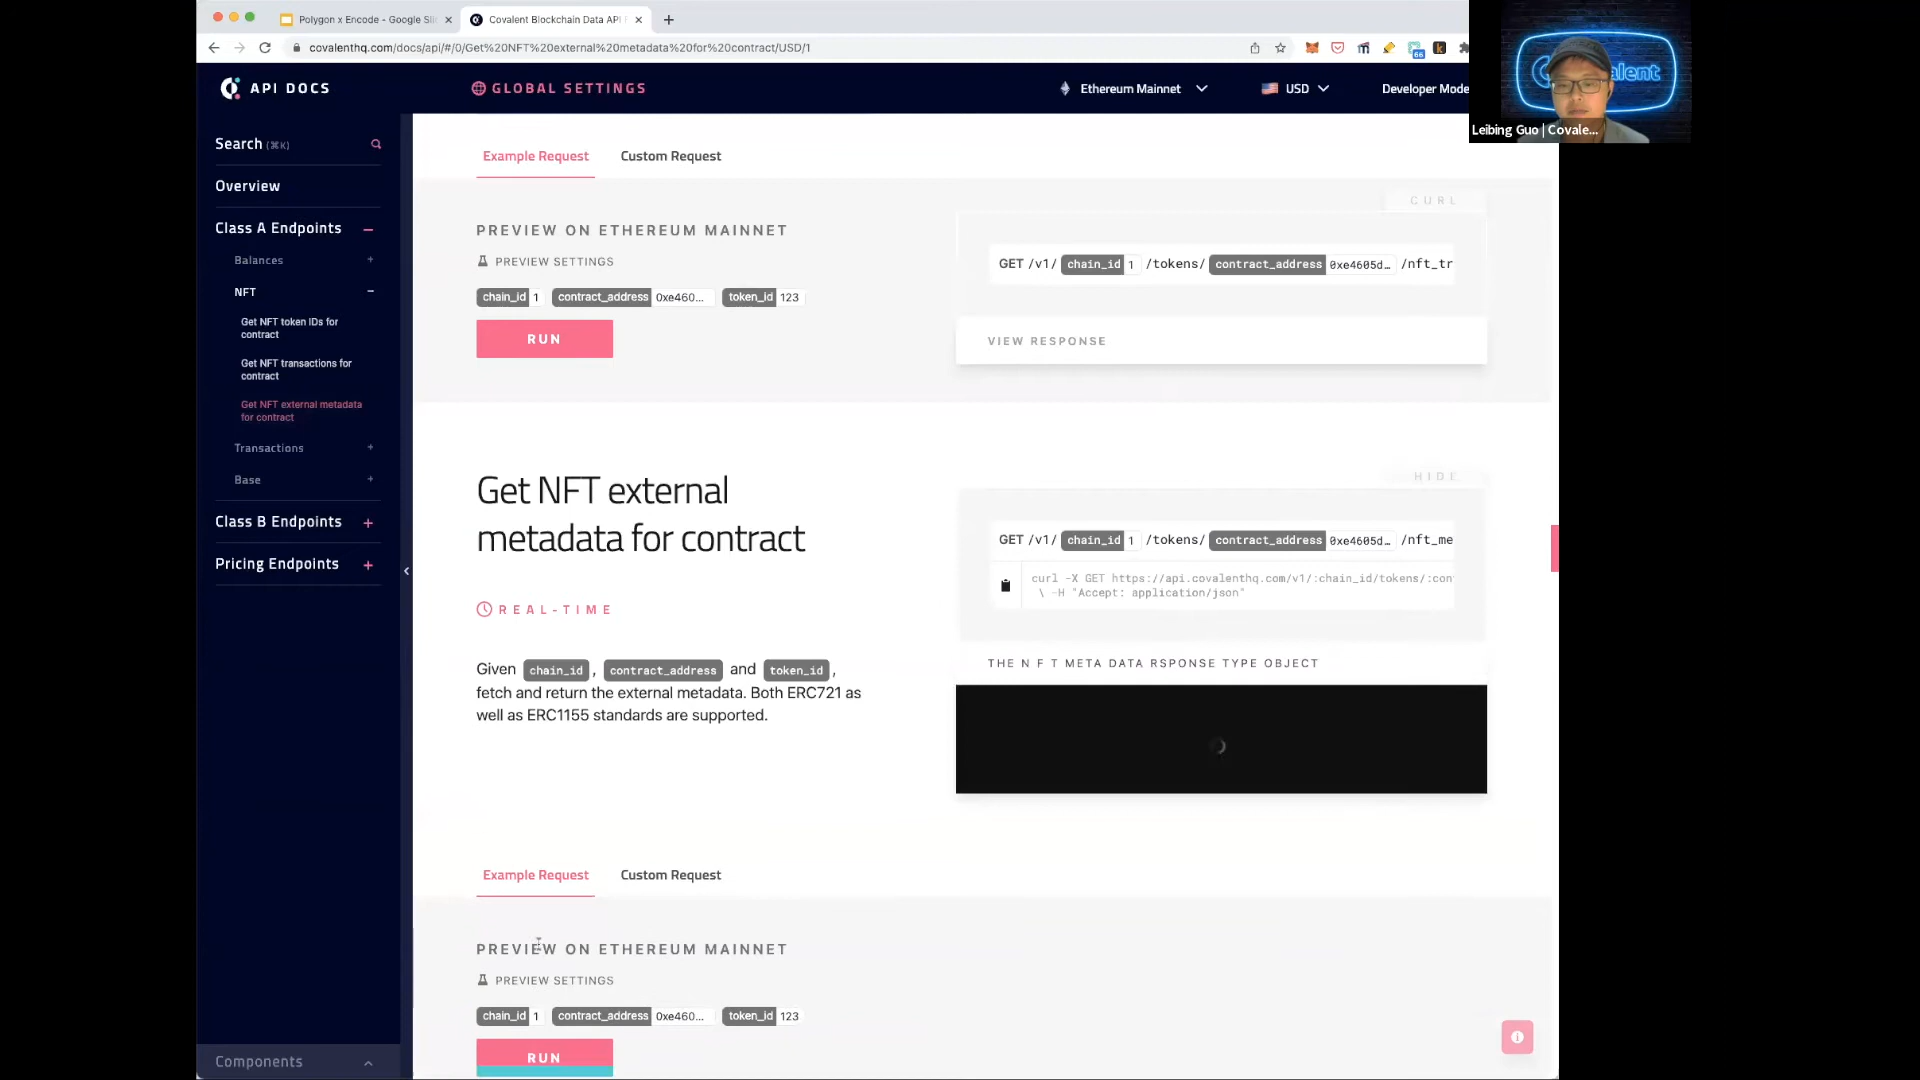 Polygon x Encode - Google Sli
Covalent Blockchain Data API
covalenthq.com/docs/api/#/0/Get%20NFT%20external%20metadata%20for%20contract/USD/1
66
API DOCS
GLOBAL SETTINGS
Ethereum Mainnet
USD
Developer Mode
Covalent
Leibing Guo | Covale...
Search (⌘K)
Overview
Class A Endpoints
Balances
NFT
Get NFT token IDs for
contract
Get NFT transactions for
contract
Get NFT external metadata
for contract
Transactions
Base
Class B Endpoints
Pricing Endpoints
Components
Example Request
Custom Request
PREVIEW ON ETHEREUM MAINNET
PREVIEW SETTINGS
chain_id 1 contract_address 0xe460... token_id 123
RUN
CURL
GET /v1/ chain_id 1 /tokens/ contract_address 0xe4605d… /nft_tr
VIEW RESPONSE
Get NFT external
metadata for contract
REAL-TIME
Given chain_id , contract_address and token_id ,
fetch and return the external metadata. Both ERC721 as
well as ERC1155 standards are supported.
HIDE
GET /v1/ chain_id 1 /tokens/ contract_address 0xe4605d… /nft_me
curl -X GET https://api.covalenthq.com/v1/:chain_id/tokens/:con
\ -H "Accept: application/json"
THE N F T META DATA RSPONSE TYPE OBJECT
Example Request
Custom Request
PREVIEW ON ETHEREUM MAINNET
PREVIEW SETTINGS
chain_id 1 contract_address 0xe460... token_id 123
RUN